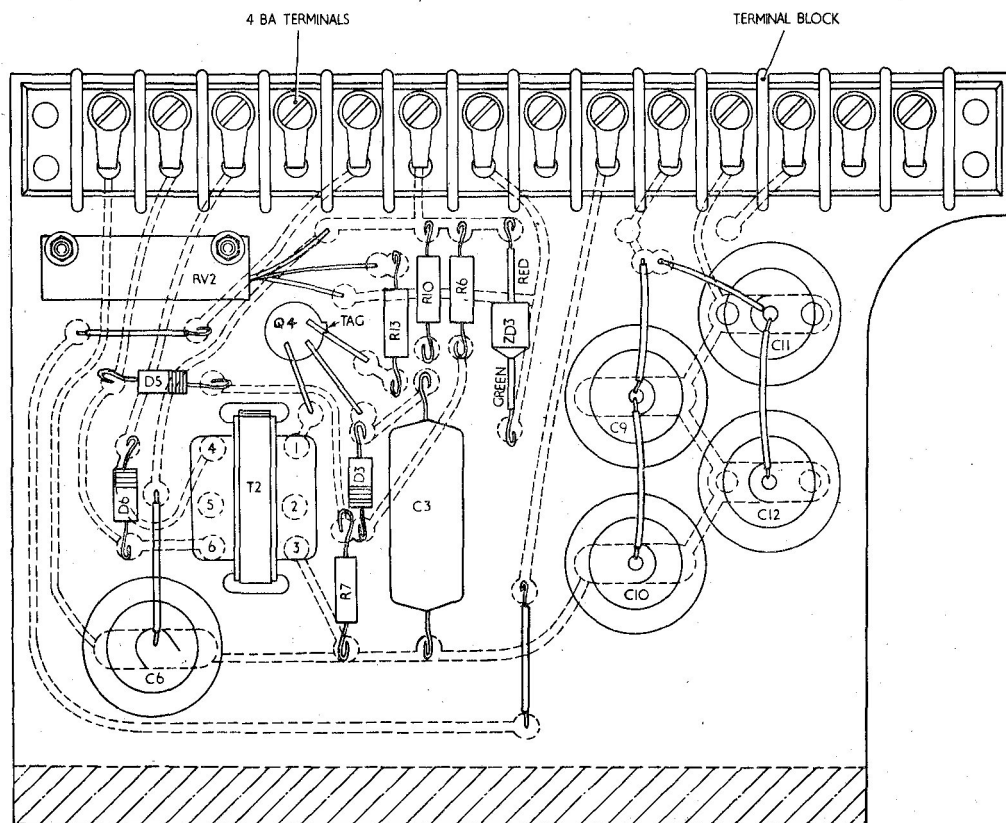 4 BA TERMINALS
TERMINAL BLOCK
RV2
Q4
TAG
R13
R10
R6
RED
ZD3
GREEN
C11
D5
C9
4
1
T2
D3
C3
D6
5
2
C12
6
3
R7
C10
C6